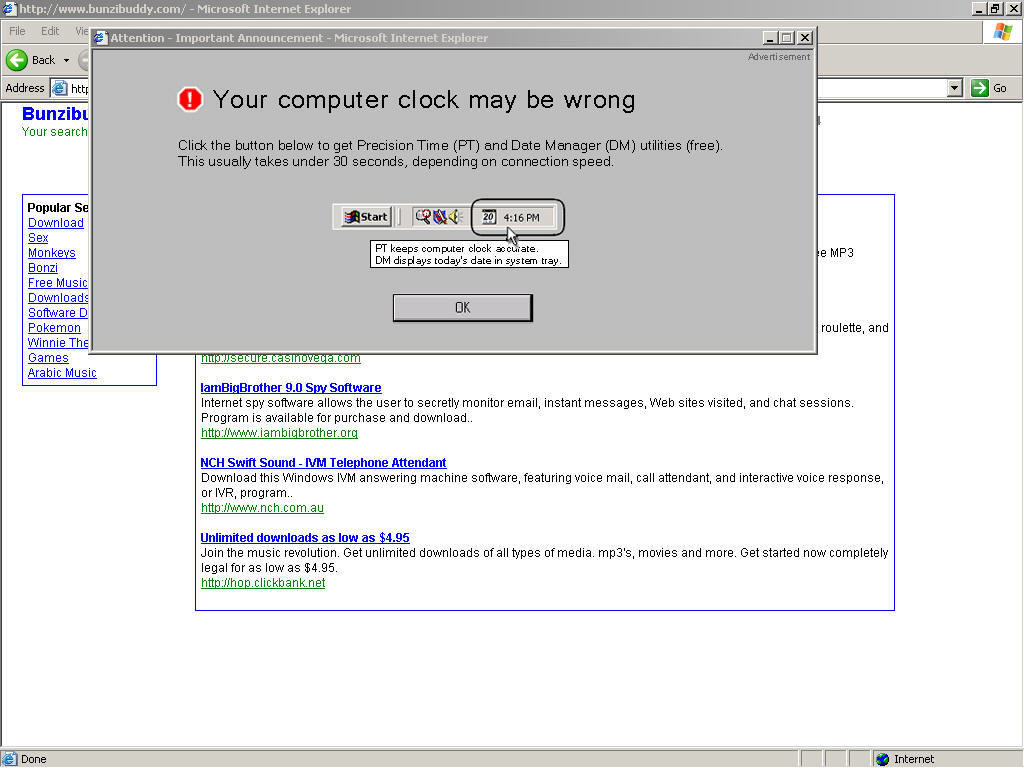 http://www.bunzibuddy.com/ - Microsoft Internet Explorer
File Edit
Attention - Important Announcement - Microsoft Internet Explorer
Advertisement
Back
Address
Go
Your computer clock may be wrong
Your search
Click the button below to get Precision Time (PT) and Date Manager (DM) utilities (free).
This usually takes under 30 seconds, depending on connection speed.
Start
20
4:16 PM
PT keeps computer clock accurate.
DM displays today's date in system tray.
OK
Popular Se
Download
Sex
Monkeys
Bonzi
Free Music
Downloads
Software D
Pokemon
Winnie The
Games
Arabic Music
ee MP3
roulette, and
http://secure.casinovega.com
IamBigBrother 9.0 Spy Software
Internet spy software allows the user to secretly monitor email, instant messages, Web sites visited, and chat sessions.
Program is available for purchase and download..
http://www.iambigbrother.org
NCH Swift Sound - IVM Telephone Attendant
Download this Windows IVM answering machine software, featuring voice mail, call attendant, and interactive voice response,
or IVR, program..
http://www.nch.com.au
Unlimited downloads as low as $4.95
Join the music revolution. Get unlimited downloads of all types of media. mp3's, movies and more. Get started now completely
legal for as low as $4.95.
http://hop.clickbank.net
Done
Internet